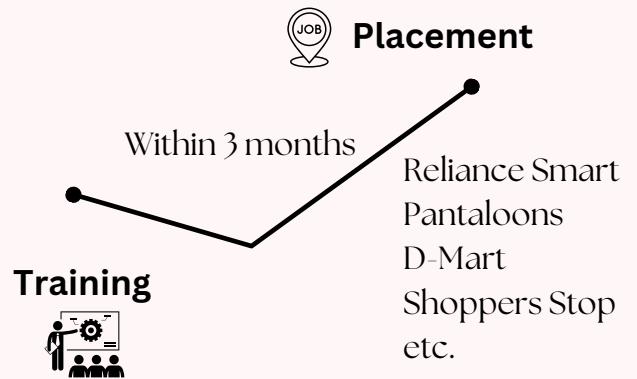 JOB
Placement
Within 3 months
Reliance Smart
Pantaloons
D-Mart
Shoppers Stop
etc.
Training